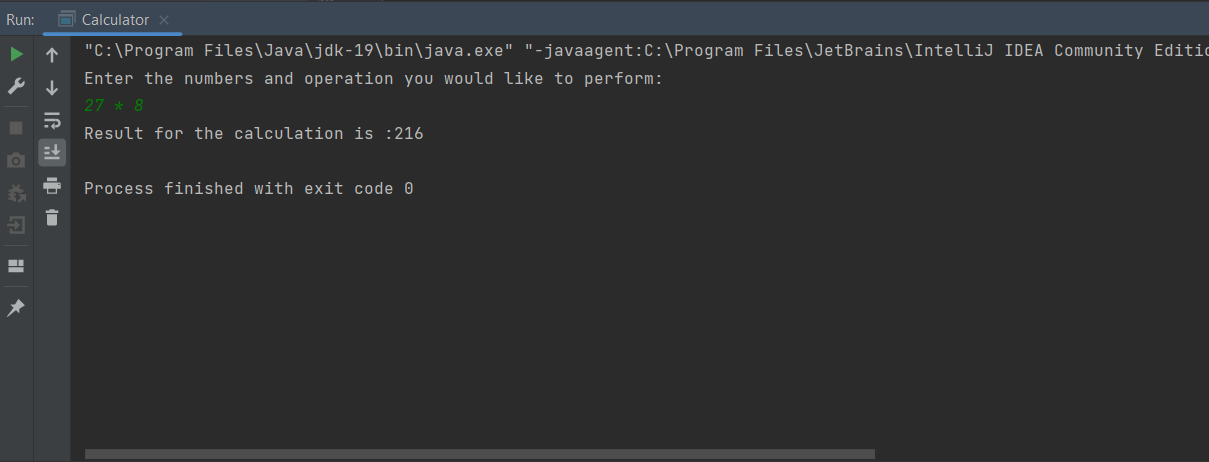 Run: Calculator
"C:\Program Files\Java\jdk-19\bin\java.exe" "-javaagent:C:\Program Files\JetBrains\IntelliJ IDEA Community Editio
Enter the numbers and operation you would like to perform:
27 * 8
Result for the calculation is :216
Process finished with exit code 0